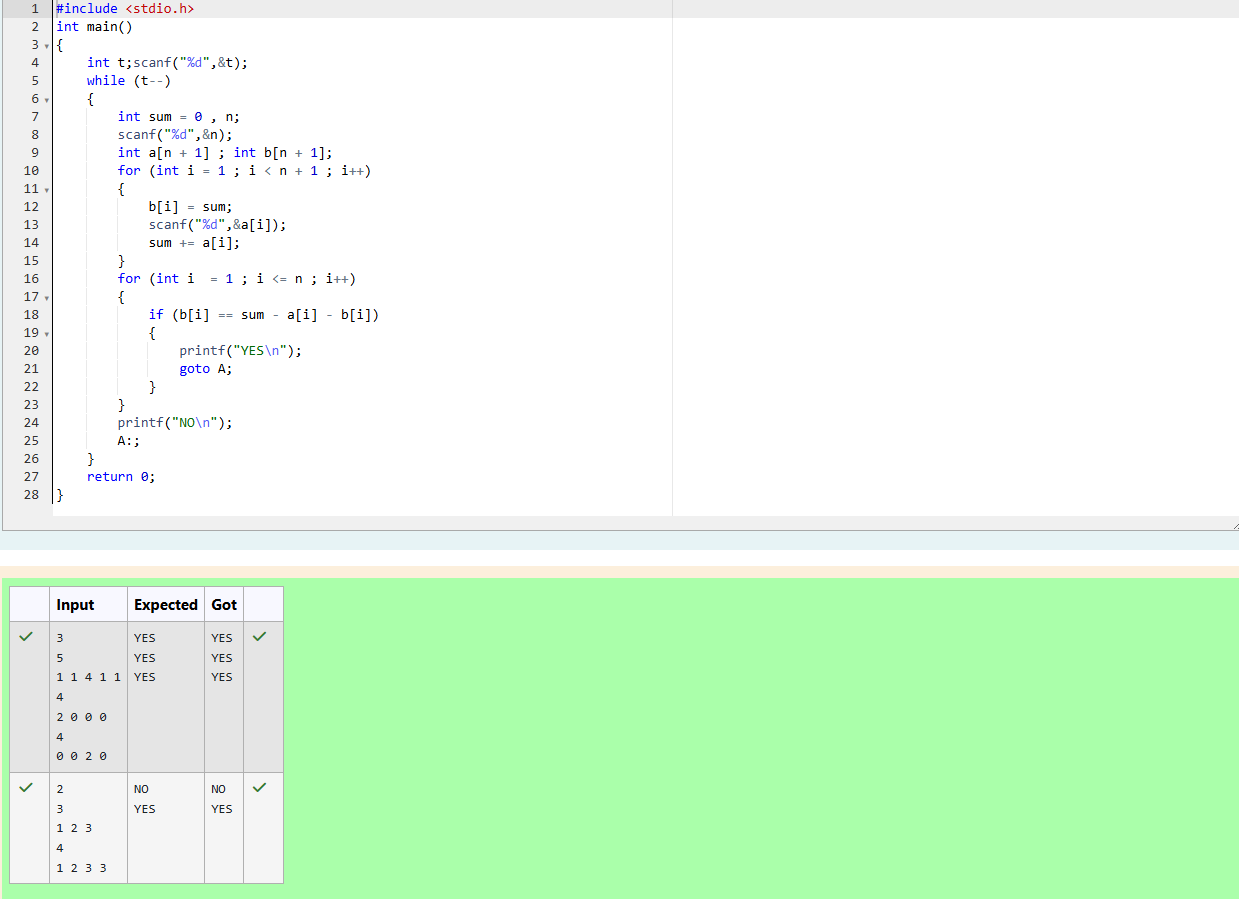 1 #include <stdio.h>
2 int main()
3 {
4     int t;scanf("%d",&t);
5     while (t--)
6     {
7         int sum = 0 , n;
8         scanf("%d",&n);
9         int a[n + 1] ; int b[n + 1];
10         for (int i = 1 ; i < n + 1 ; i++)
11         {
12             b[i] = sum;
13             scanf("%d",&a[i]);
14             sum += a[i];
15         }
16         for (int i  = 1 ; i <= n ; i++)
17         {
18             if (b[i] == sum - a[i] - b[i])
19             {
20                 printf("YES\n");
21                 goto A;
22             }
23         }
24         printf("NO\n");
25         A:;
26     }
27     return 0;
28 }
Input Expected Got
3 YES YES
5 YES YES
1 1 4 1 1 YES YES
4
2 0 0 0
4
0 0 2 0
2 NO NO
3 YES YES
1 2 3
4
1 2 3 3